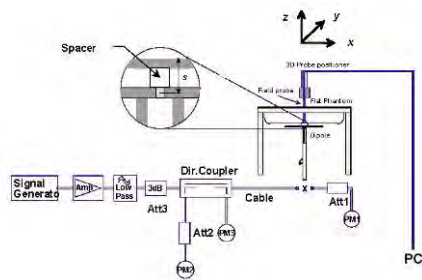 z
y
x
Spacer
s
3D Probe positioner
Field probe
Flat Phantom
Dipole
Signal
Generato
Amp
Low
Pass
3dB
Att3
Dir.Coupler
Cable
x
Att1
PM1
Att2
PM3
PM2
PC